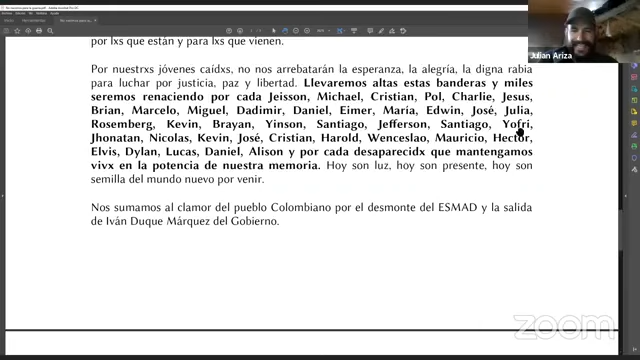 por lxs que están y para lxs que vienen.
Por nuestrxs jóvenes caídxs, no nos arrebatarán la esperanza, la alegría, la digna rabia
para luchar por justicia, paz y libertad. Llevaremos altas estas banderas y miles
seremos renaciendo por cada Jeisson, Michael, Cristian, Pol, Charlie, Jesus,
Brian, Marcelo, Miguel, Dadimir, Daniel, Eimer, María, Edwin, José, Julia,
Rosemberg, Kevin, Brayan, Yinson, Santiago, Jefferson, Santiago, Yofri,
Jhonatan, Nicolas, Kevin, José, Cristian, Harold, Wenceslao, Mauricio, Hector,
Elvis, Dylan, Lucas, Daniel, Alison y por cada desaparecidx que mantengamos
vivx en la potencia de nuestra memoria. Hoy son luz, hoy son presente, hoy son
semilla del mundo nuevo por venir.
Nos sumamos al clamor del pueblo Colombiano por el desmonte del ESMAD y la salida
de Iván Duque Márquez del Gobierno.
Julian Ariza
zoom